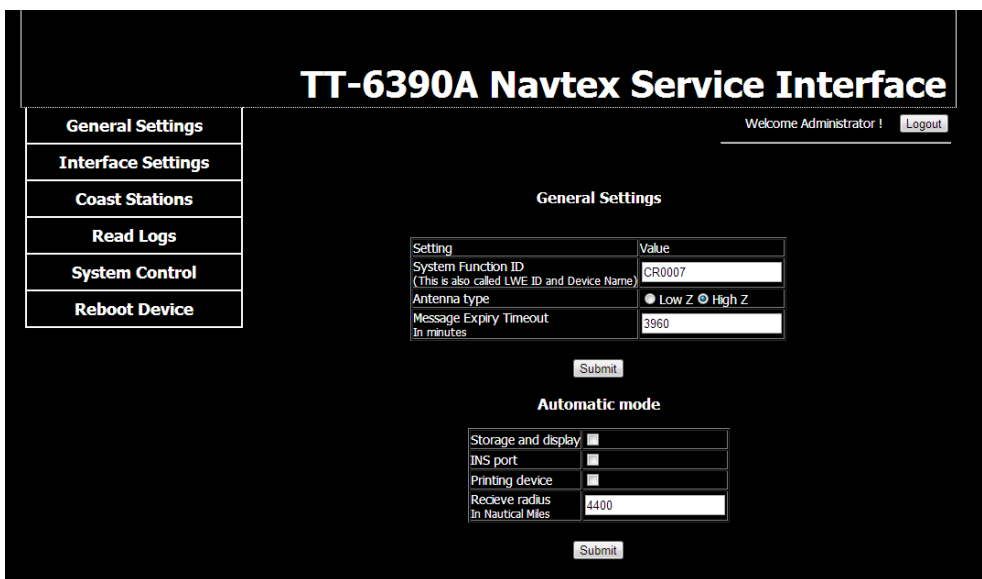 TT-6390A Navtex Service Interface
General Settings
Interface Settings
Coast Stations
Read Logs
System Control
Reboot Device
Welcome Administrator !
Logout
General Settings
Setting Value
System Function ID
(This is also called LWE ID and Device Name)
CR0007
Antenna type
Low Z High Z
Message Expiry Timeout
In minutes
3960
Submit
Automatic mode
Storage and display
INS port
Printing device
Recieve radius
In Nautical Miles
4400
Submit